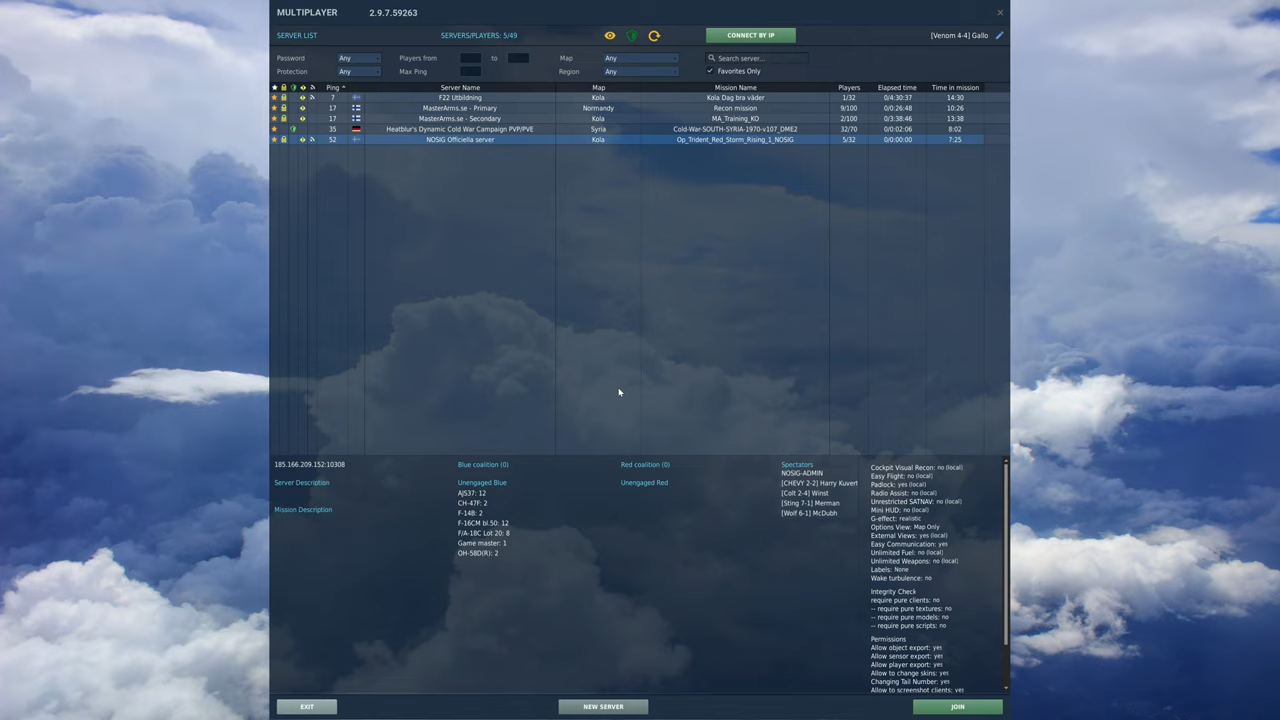 MULTIPLAYER 2.9.7.59263
SERVER LIST SERVERS/PLAYERS: 5/49 CONNECT BY IP [Venom 4-4] Gallo
Password Any Players from to Map Any Search server...
Protection Any Max Ping Region Any Favorites Only
Ping Server Name Map Mission Name Players Elapsed time Time in mission
7 F22 Utbildning Kola Kola Dag bra väder 1/32 0/4:30:37 14:30
17 MasterArms.se - Primary Normandy Recon mission 9/100 0/0:26:48 10:26
17 MasterArms.se - Secondary Kola MA_Training_KO 2/100 0/3:38:46 13:38
35 Heatblur's Dynamic Cold War Campaign PVP/PVE Syria Cold-War-SOUTH-SYRIA-1970-v107_DME2 32/70 0/0:02:06 8:02
52 NOSIG Officiella server Kola Op_Trident_Red_Storm_Rising_1_NOSIG 5/32 0/0:00:00 7:25
185.166.209.152:10308
Server Description
Mission Description
Blue coalition (0)
Unengaged Blue
AJS37: 12
CH-47F: 2
F-14B: 2
F-16CM bl.50: 12
F/A-18C Lot 20: 8
Game master: 1
OH-58D(R): 2
Red coalition (0)
Unengaged Red
Spectators
NOSIG-ADMIN
[CHEVY 2-2] Harry Kuvert
[Colt 2-4] Winst
[Sting 7-1] Merman
[Wolf 6-1] McDubh
Cockpit Visual Recon: no (local)
Easy Flight: no (local)
Padlock: yes (local)
Radio Assist: no (local)
Unrestricted SATNAV: no (local)
Mini HUD: no (local)
G-effect: realistic
Options View: Map Only
External Views: yes (local)
Easy Communication: yes
Unlimited Fuel: no (local)
Unlimited Weapons: no (local)
Labels: None
Wake turbulence: no
Integrity Check
require pure clients: no
-- require pure textures: no
-- require pure models: no
-- require pure scripts: no
Permissions
Allow object export: yes
Allow sensor export: yes
Allow player export: yes
Allow to change skins: yes
Changing Tail Number: yes
Allow to screenshot clients: yes
EXIT NEW SERVER JOIN